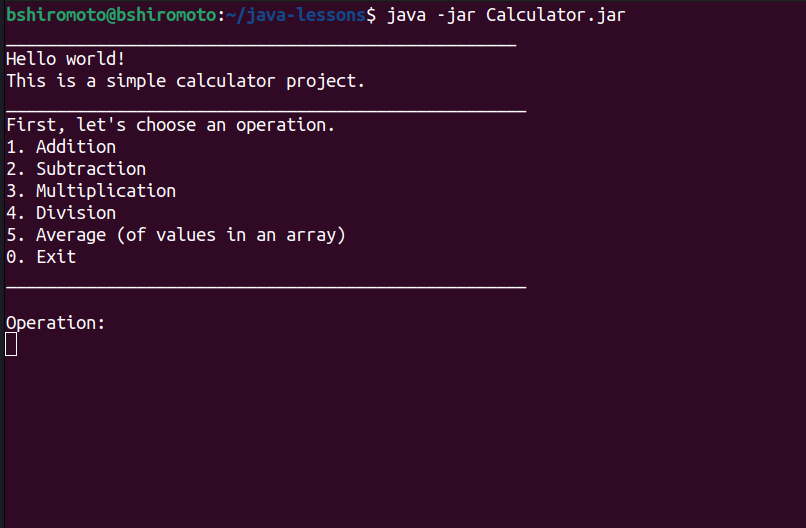 bshiromoto@bshiromoto:~/java-lessons$ java -jar Calculator.jar
___________________________________________________
Hello world!
This is a simple calculator project.
____________________________________________________
First, let's choose an operation.
1. Addition
2. Subtraction
3. Multiplication
4. Division
5. Average (of values in an array)
0. Exit
____________________________________________________
Operation: